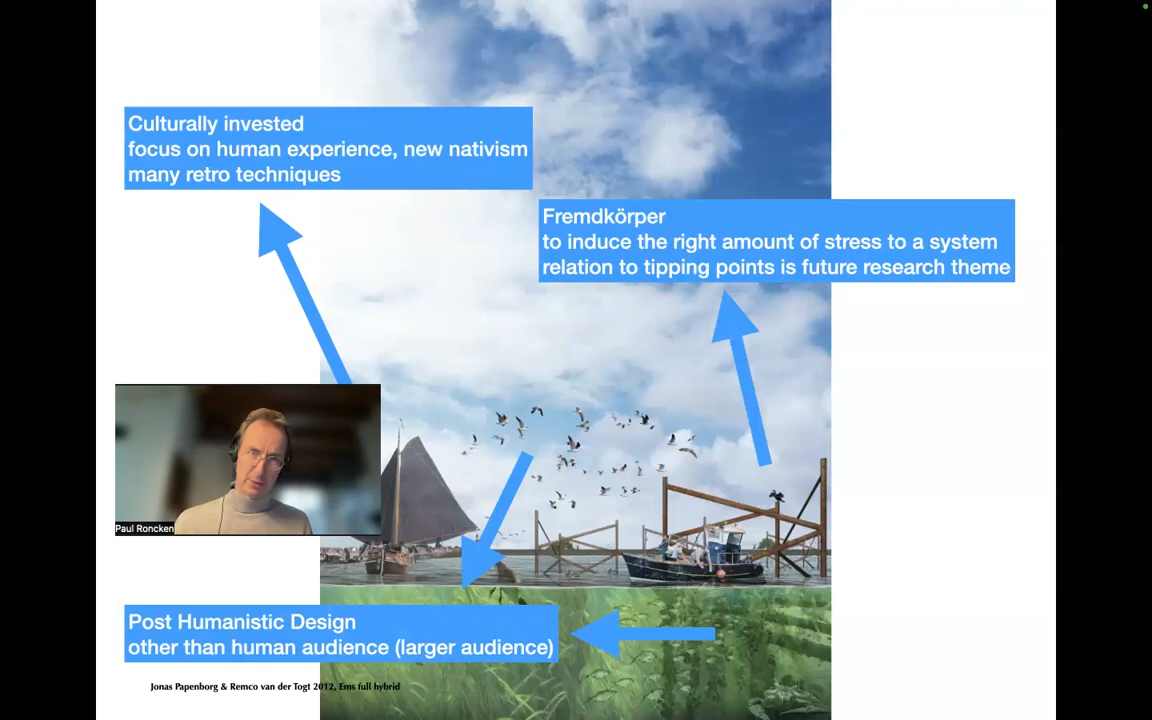 Culturally invested
focus on human experience, new nativism
many retro techniques
Fremdkörper
to induce the right amount of stress to a system
relation to tipping points is future research theme
Paul Roncken
Post Humanistic Design
other than human audience (larger audience)
Jonas Papenborg & Remco van der Togt 2012, Ems full hybrid